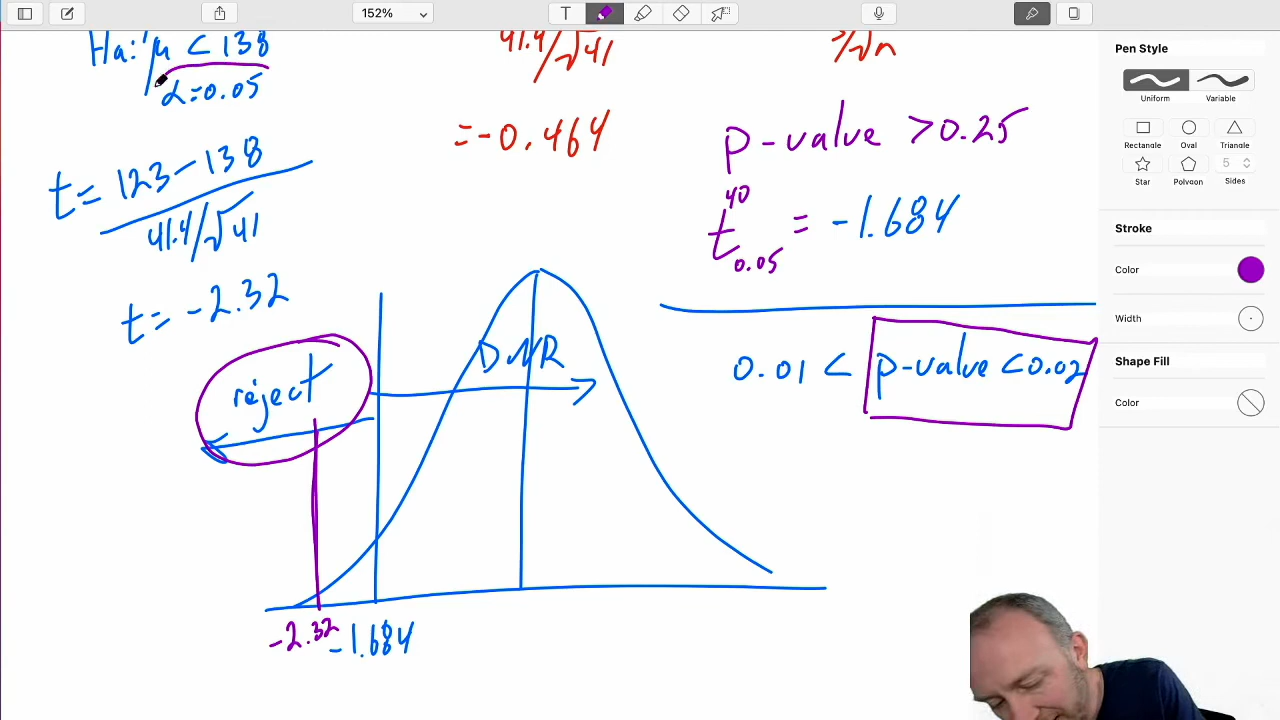 152%
T
Ha: μ < 138
α = 0.05
t = 123 - 138
41.4/√41
t = -2.32
41.4/√41
= -0.464
3/√n
p-value > 0.25
t 40 0.05 = -1.684
reject
DNR
0.01 < p-value < 0.02
-2.32
-1.684
Pen Style
Uniform
Variable
Rectangle
Oval
Triangle
Star
Polygon
5
Sides
Stroke
Color
Width
Shape Fill
Color